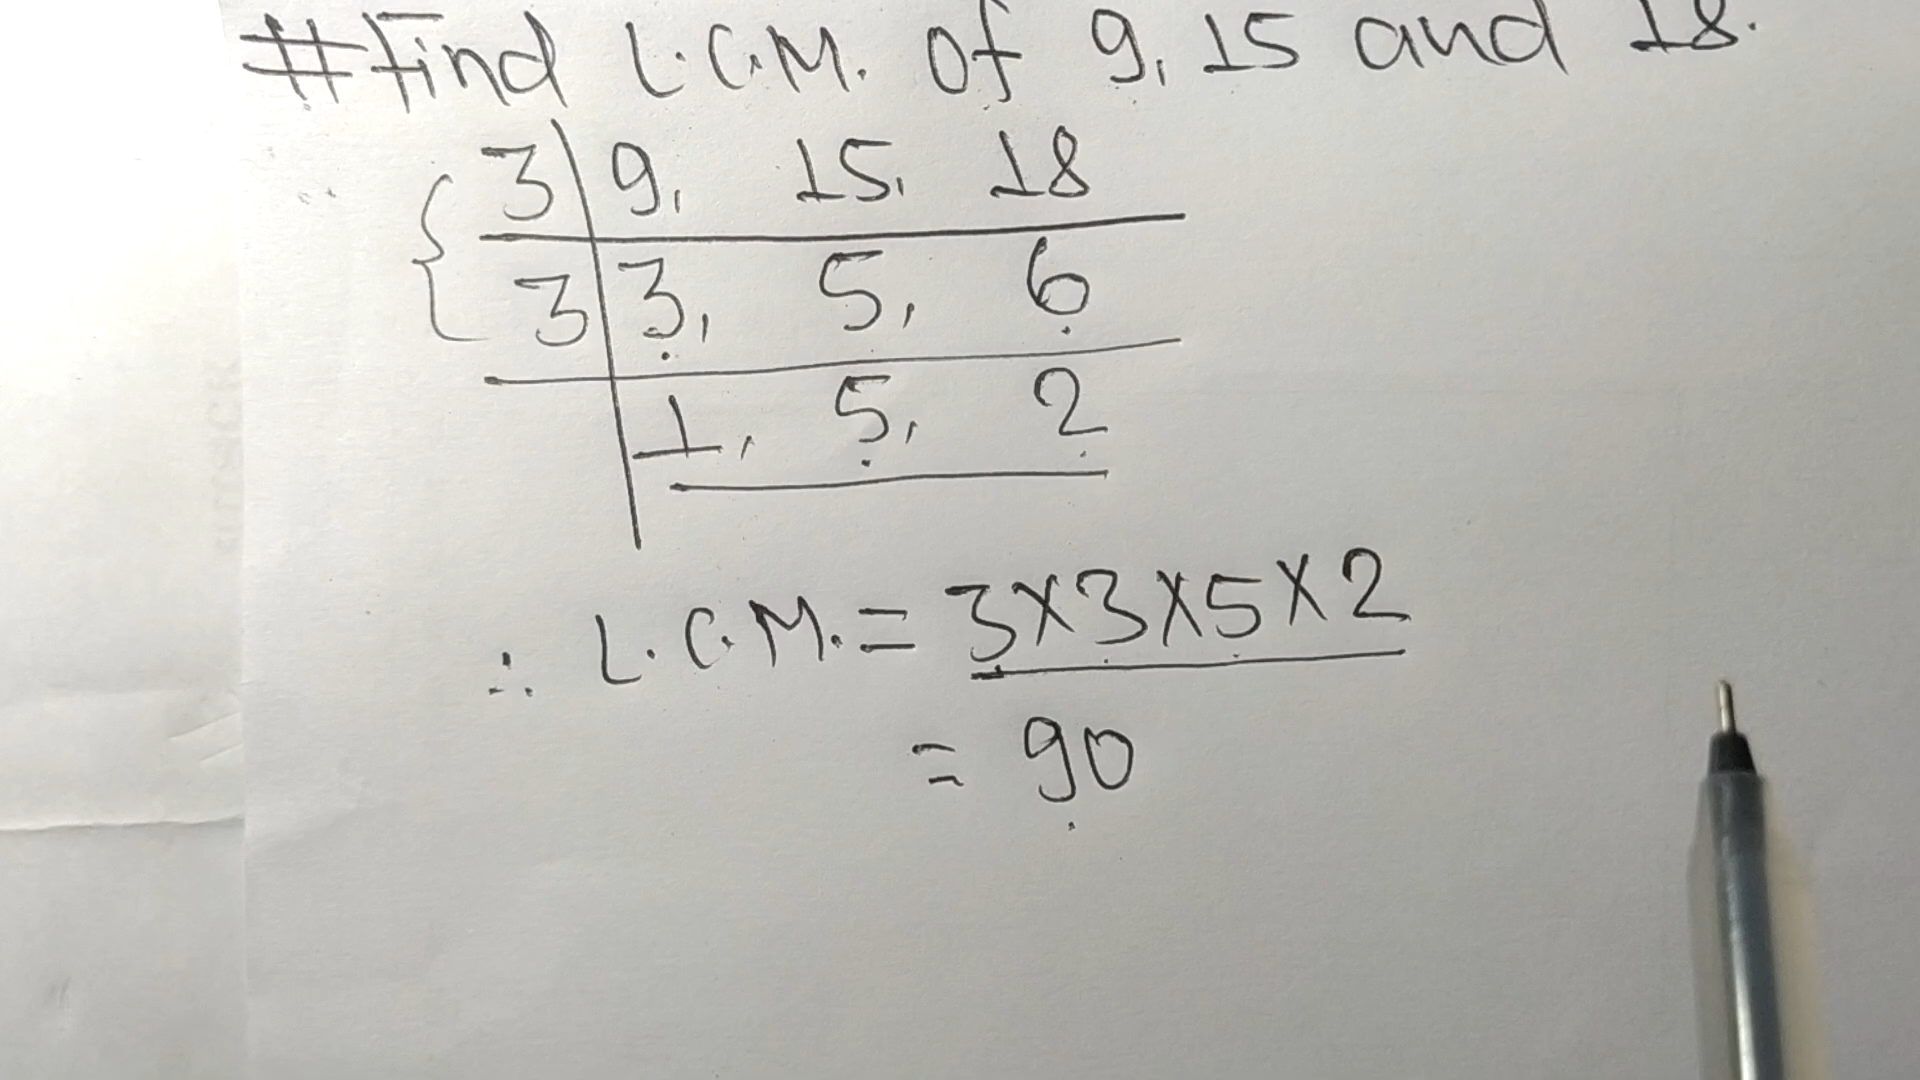 #Find L.C.M. of 9, 15 and 18.
3 9, 15, 18
3 3, 5, 6
1, 5, 2
∴ L.C.M. = 3×3×5×2
= 90